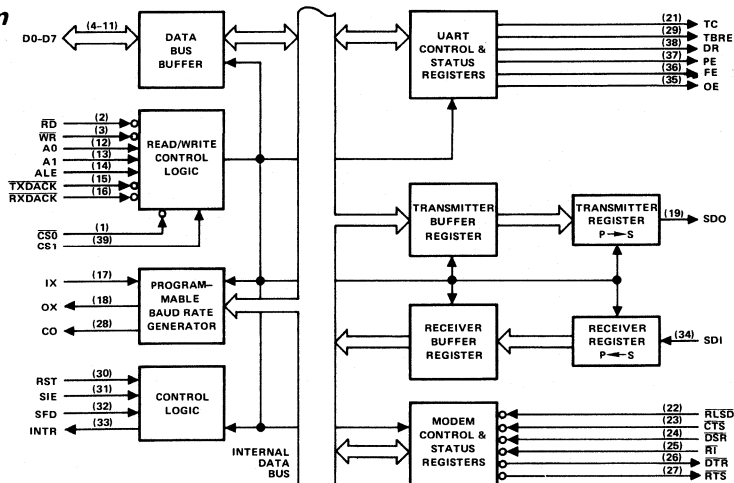 n
D0-D7
(4-11)
DATA
BUS
BUFFER
UART
CONTROL &
STATUS
REGISTERS
(21) TC
(29) TBRE
(38) DR
(37) PE
(36) FE
(35) OE
RD (2)
WR (3)
A0 (12)
A1 (13)
ALE (14)
TXDACK (15)
RXDACK (16)
CS0 (1)
CS1 (39)
READ/WRITE
CONTROL
LOGIC
TRANSMITTER
BUFFER
REGISTER
TRANSMITTER
REGISTER
P→S
(19) SDO
IX (17)
OX (18)
CO (28)
PROGRAM-
MABLE
BAUD RATE
GENERATOR
RECEIVER
BUFFER
REGISTER
RECEIVER
REGISTER
P←S
(34) SDI
RST (30)
SIE (31)
SFD (32)
INTR (33)
CONTROL
LOGIC
INTERNAL
DATA
BUS
MODEM
CONTROL &
STATUS
REGISTERS
(22) RLSD
(23) CTS
(24) DSR
(25) RI
(26) DTR
(27) RTS